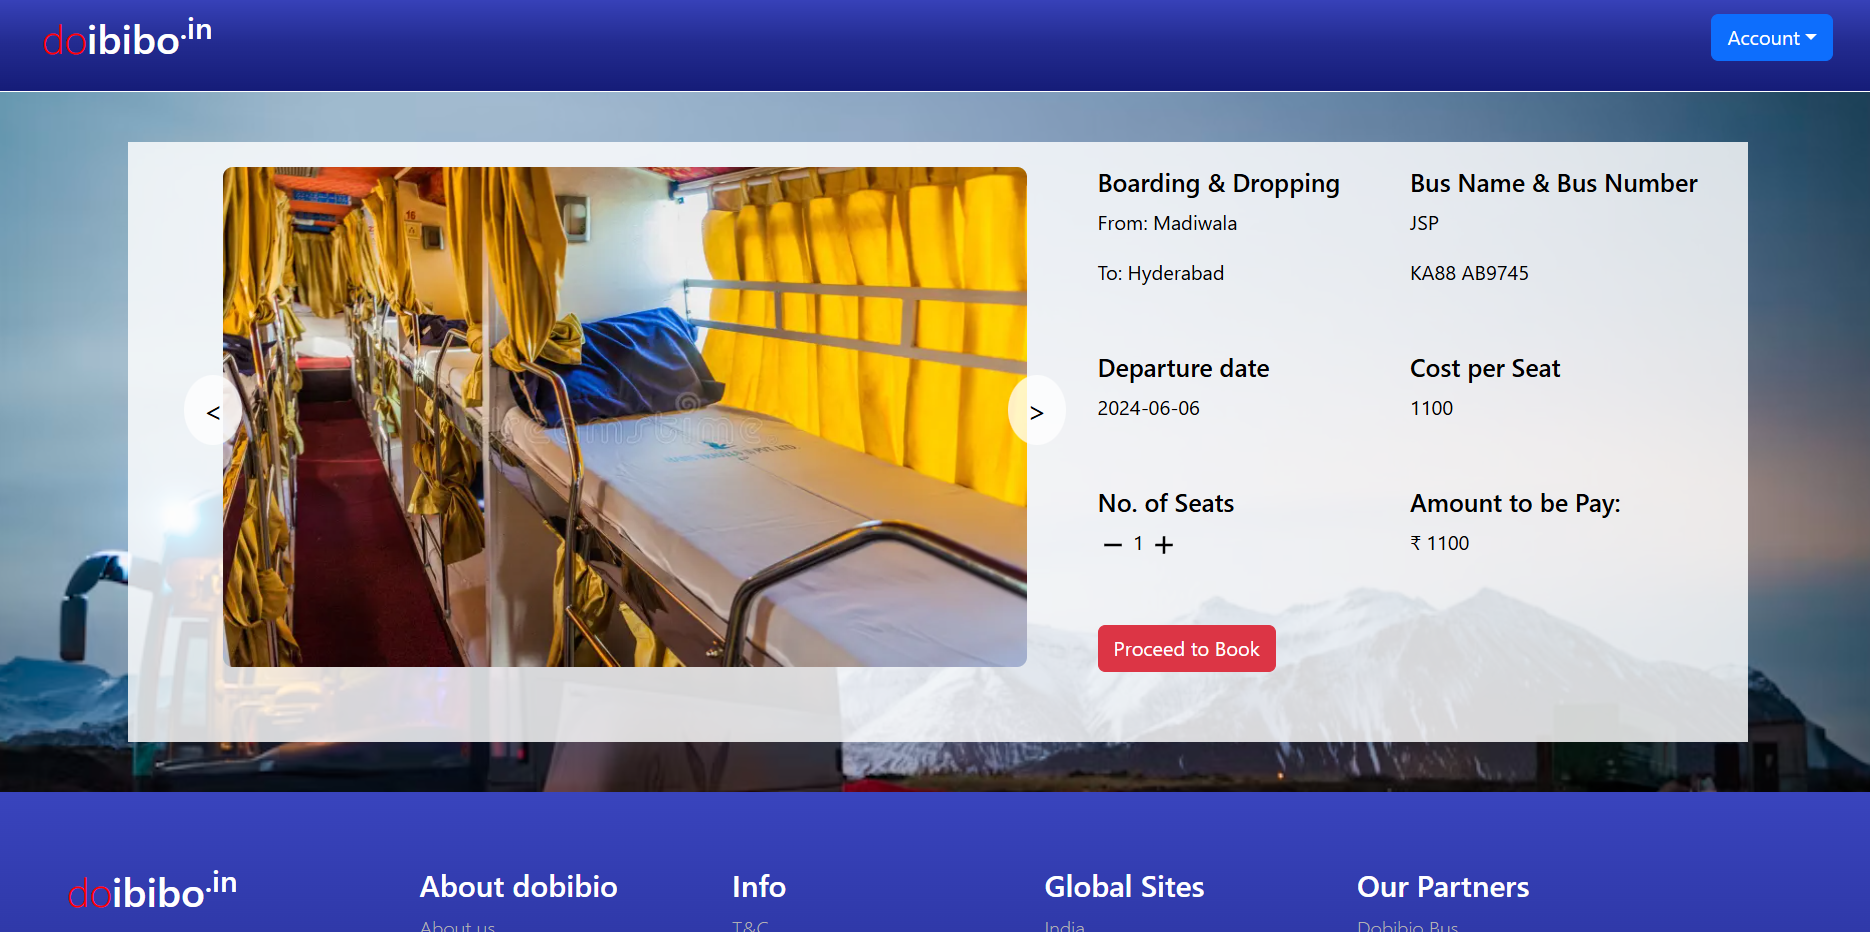 doibibo.in
Account
16
Boarding & Dropping
From: Madiwala
To: Hyderabad
Bus Name & Bus Number
JSP
KA88 AB9745
<
>
Departure date
2024-06-06
Cost per Seat
1100
No. of Seats
1
Amount to be Pay:
₹ 1100
Proceed to Book
doibibo.in
About dobibio
About us
Info
T&C
Global Sites
India
Our Partners
Dobibio Bus